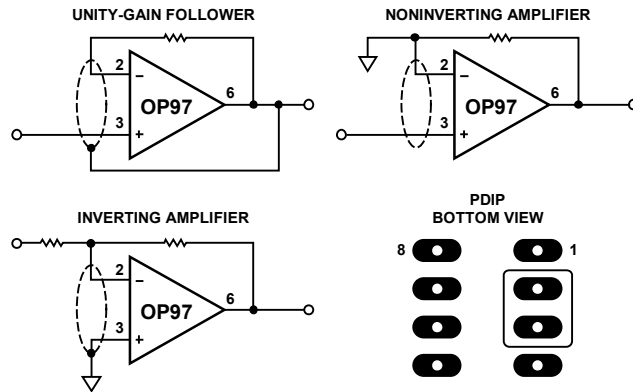 UNITY-GAIN FOLLOWER
2
−
OP97
6
3
+
NONINVERTING AMPLIFIER
2
−
OP97
6
3
+
INVERTING AMPLIFIER
2
−
OP97
6
3
+
PDIP
BOTTOM VIEW
8 1